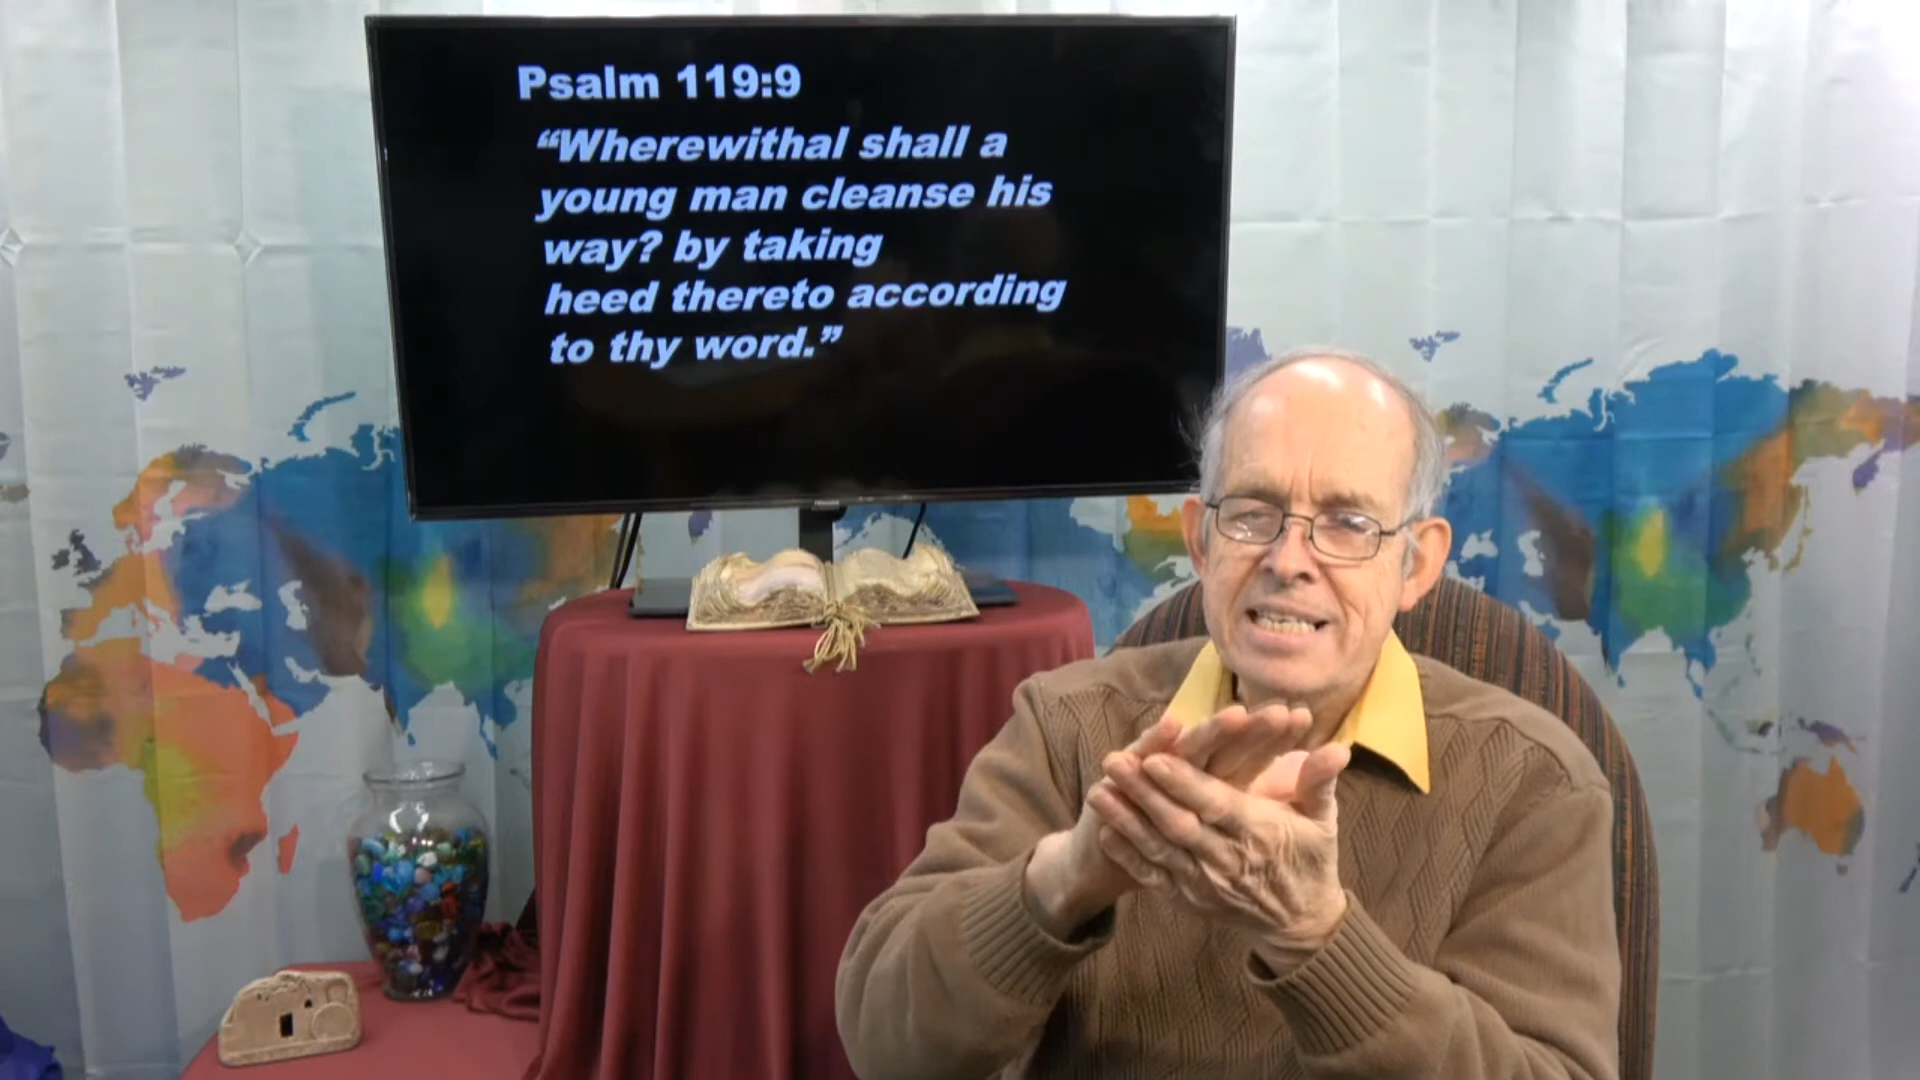 Psalm 119:9
“Wherewithal shall a
young man cleanse his
way? by taking
heed thereto according
to thy word.”